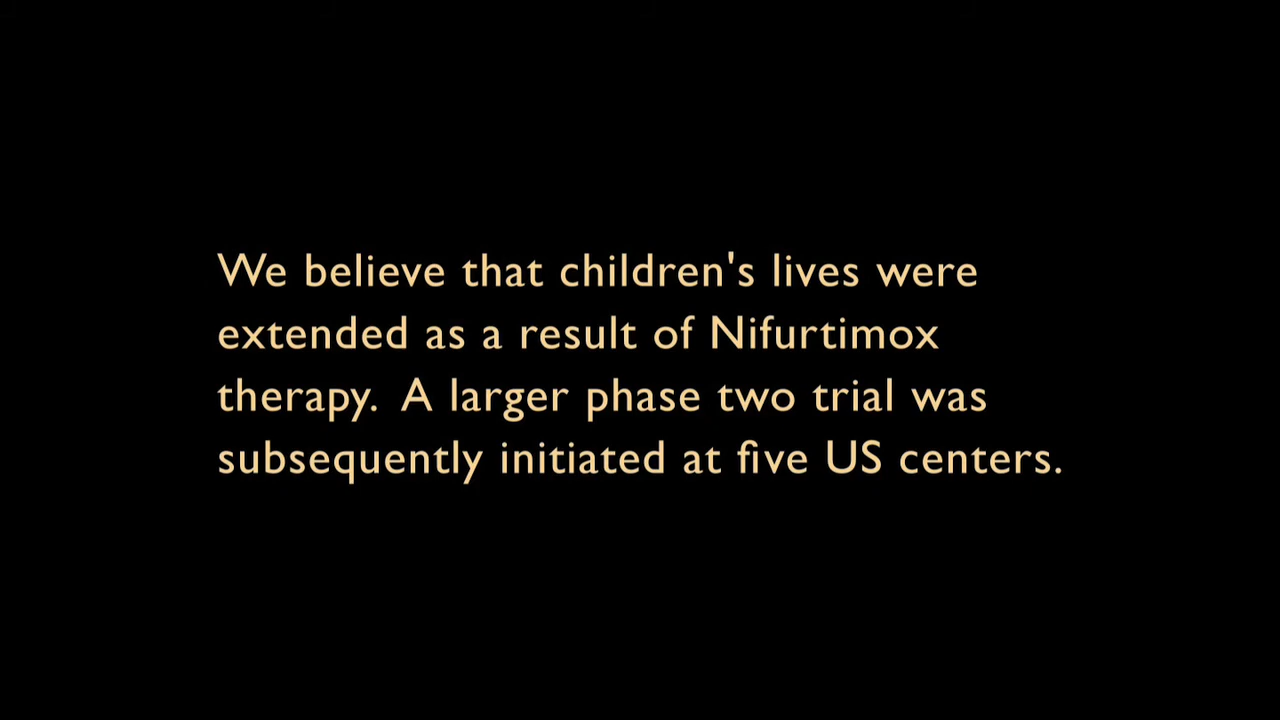 We believe that children's lives were
extended as a result of Nifurtimox
therapy.  A larger phase two trial was
subsequently initiated at five US centers.